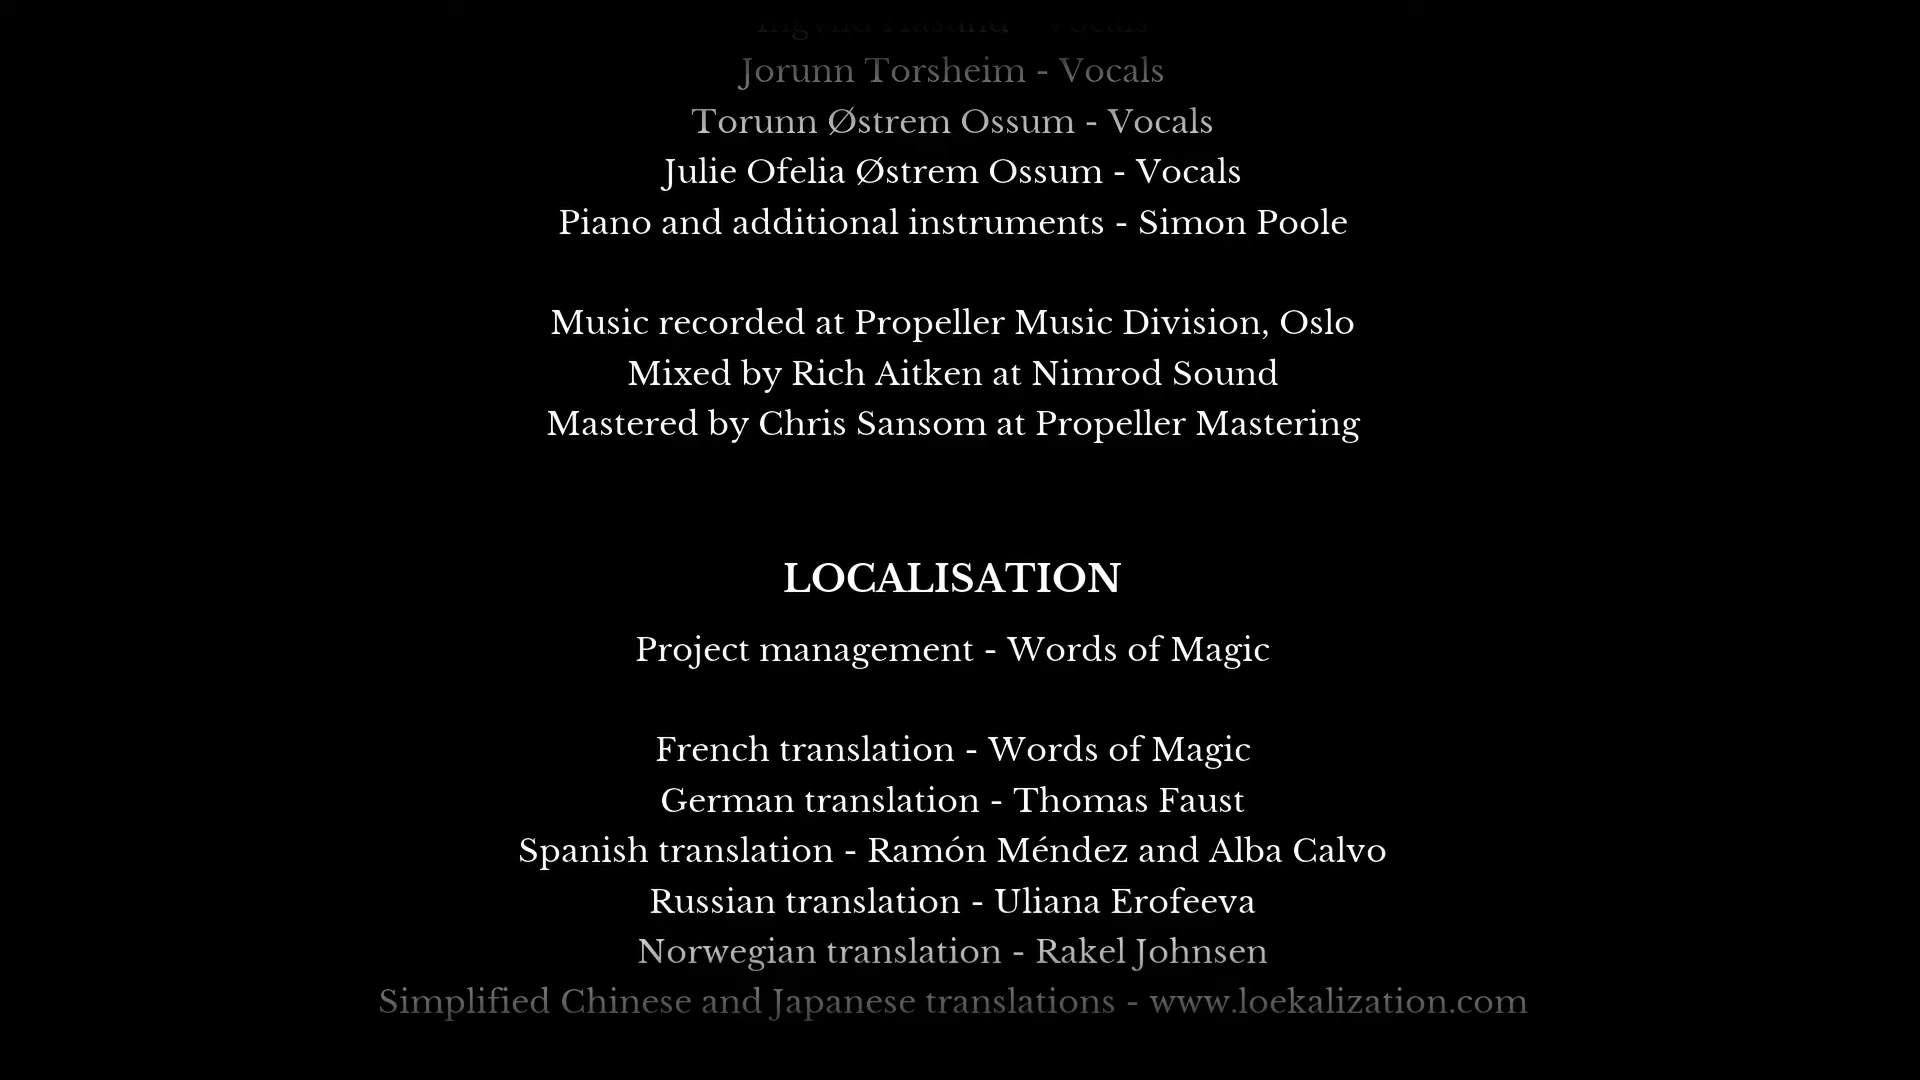 Jorunn Torsheim - Vocals
Torunn Østrem Ossum - Vocals
Julie Ofelia Østrem Ossum - Vocals
Piano and additional instruments - Simon Poole
Music recorded at Propeller Music Division, Oslo
Mixed by Rich Aitken at Nimrod Sound
Mastered by Chris Sansom at Propeller Mastering
LOCALISATION
Project management - Words of Magic
French translation - Words of Magic
German translation - Thomas Faust
Spanish translation - Ramón Méndez and Alba Calvo
Russian translation - Uliana Erofeeva
Norwegian translation - Rakel Johnsen
Simplified Chinese and Japanese translations - www.loekalization.com